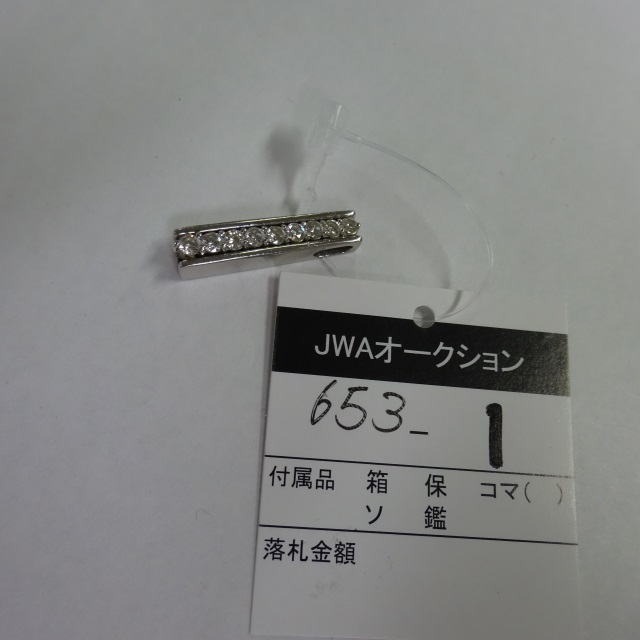 JWAオークション
653- 1
付属品 箱 保 コマ( )
ソ 鑑
落札金額